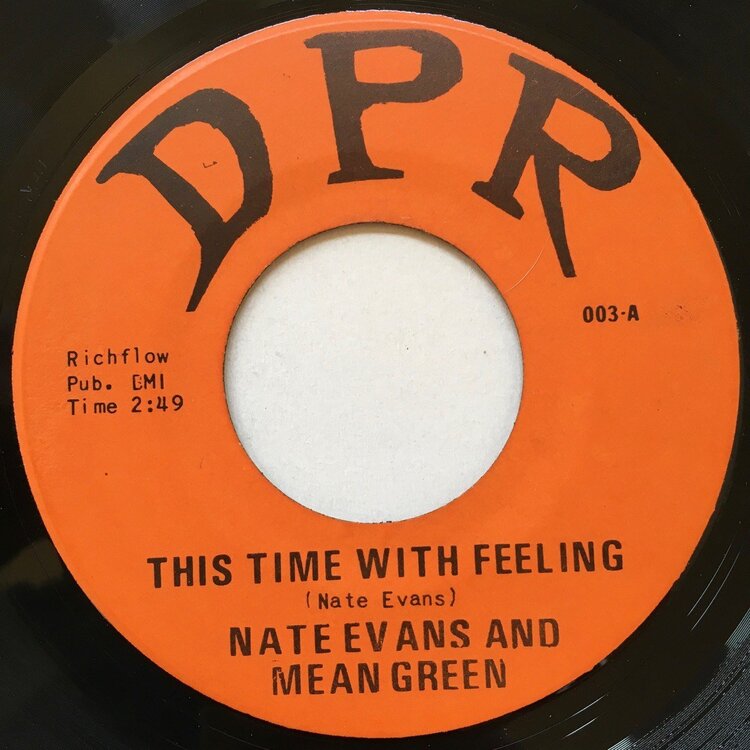 DPR
003-A
Richflow
Pub. BMI
Time 2:49
THIS TIME WITH FEELING
(Nate Evans)
NATE EVANS AND
MEAN GREEN